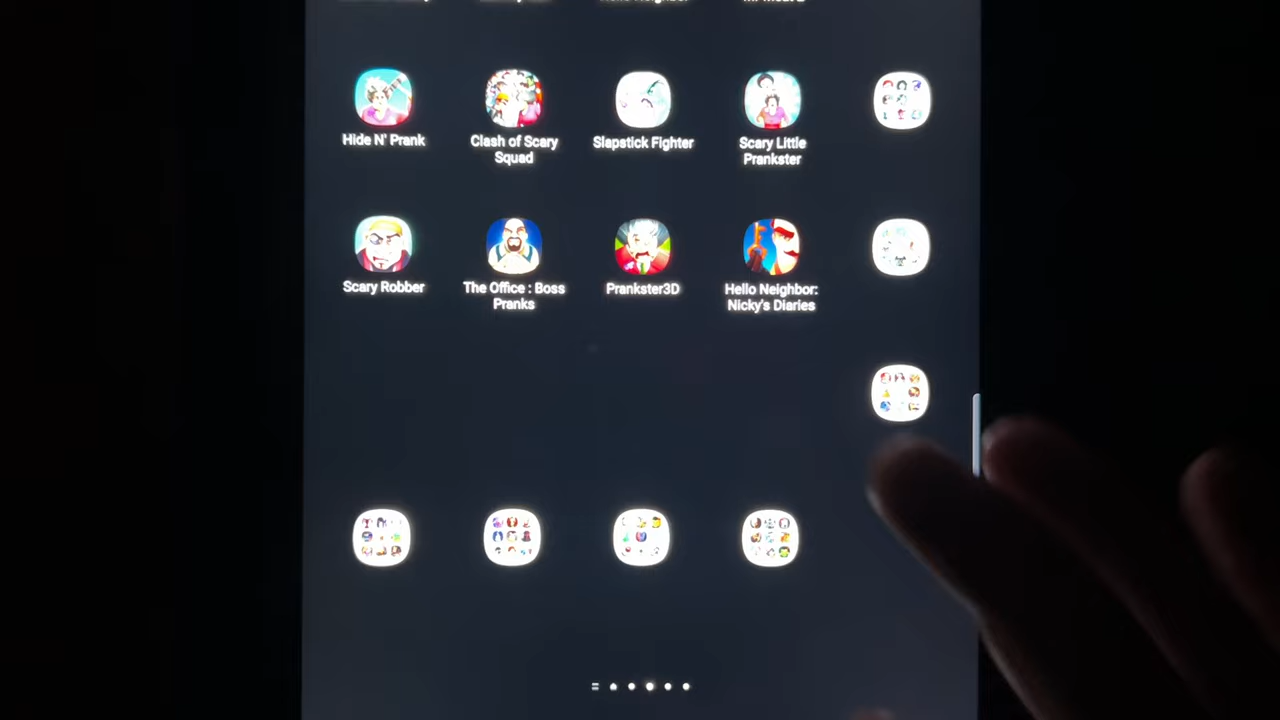 Hide N' Prank
Clash of Scary
Squad
Slapstick Fighter
Scary Little
Prankster
Scary Robber
The Office : Boss
Pranks
Prankster3D
Hello Neighbor:
Nicky's Diaries